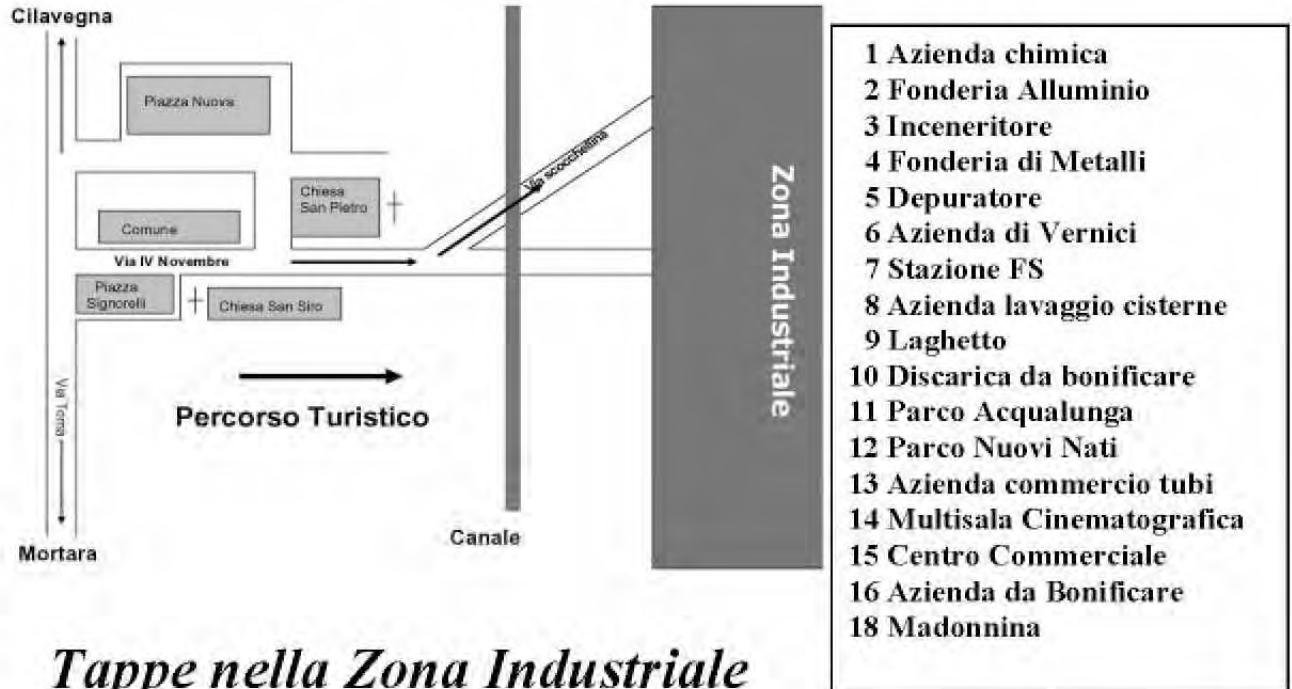 Cilavegna
Piazza Nuova
Chiesa
San Pietro
Comune
Via IV Novembre
Piazza
Signorelli
Chiesa San Siro
Via scocchellina
Zona Industriale
Percorso Turistico
Via Toma
Canale
Mortara
Tappe nella Zona Industriale
1 Azienda chimica
2 Fonderia Alluminio
3 Inceneritore
4 Fonderia di Metalli
5 Depuratore
6 Azienda di Vernici
7 Stazione FS
8 Azienda lavaggio cisterne
9 Laghetto
10 Discarica da bonificare
11 Parco Acqualunga
12 Parco Nuovi Nati
13 Azienda commercio tubi
14 Multisala Cinematografica
15 Centro Commerciale
16 Azienda da Bonificare
18 Madonnina